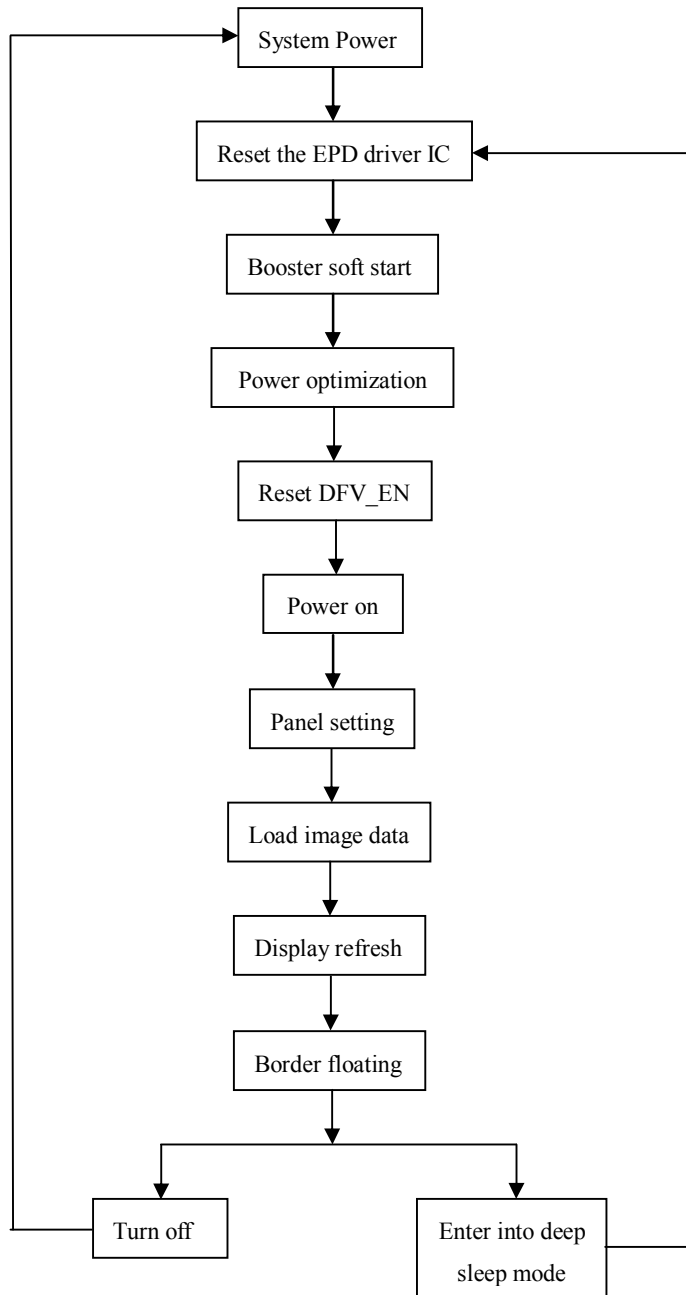 System Power
Reset the EPD driver IC
Booster soft start
Power optimization
Reset DFV_EN
Power on
Panel setting
Load image data
Display refresh
Border floating
Turn off
Enter into deep
sleep mode